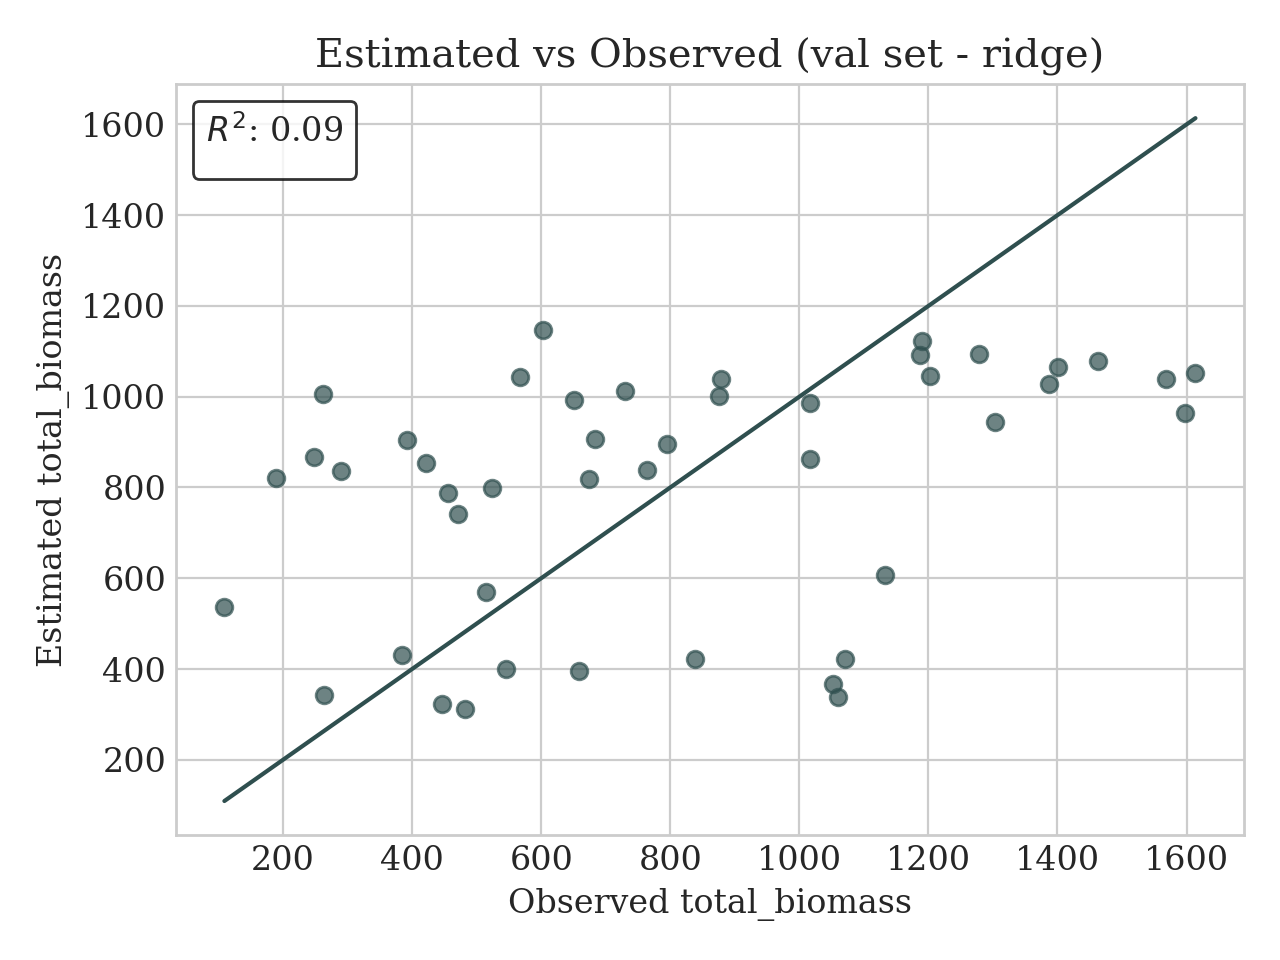 Estimated vs Observed (val set - ridge)
R²: 0.09
Estimated total_biomass
1600
1400
1200
1000
800
600
400
200
200 400 600 800 1000 1200 1400 1600
Observed total_biomass